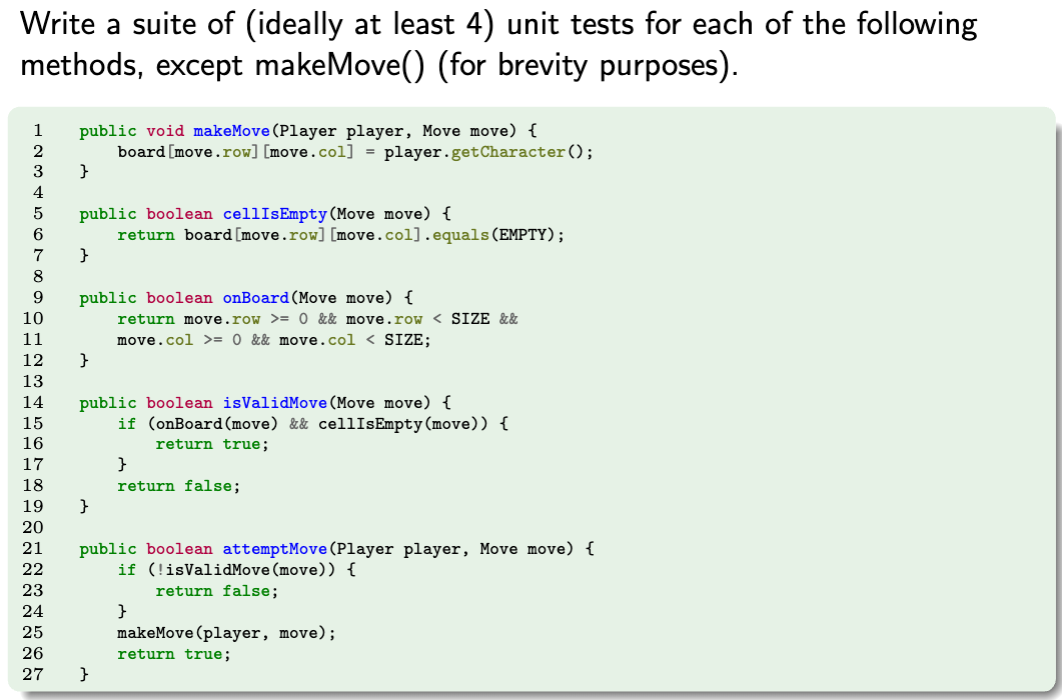 Write a suite of (ideally at least 4) unit tests for each of the following
methods, except makeMove() (for brevity purposes).
1 public void makeMove(Player player, Move move) {
2     board[move.row][move.col] = player.getCharacter();
3 }
4
5 public boolean cellIsEmpty(Move move) {
6     return board[move.row][move.col].equals(EMPTY);
7 }
8
9 public boolean onBoard(Move move) {
10     return move.row >= 0 && move.row < SIZE &&
11     move.col >= 0 && move.col < SIZE;
12 }
13
14 public boolean isValidMove(Move move) {
15     if (onBoard(move) && cellIsEmpty(move)) {
16         return true;
17     }
18     return false;
19 }
20
21 public boolean attemptMove(Player player, Move move) {
22     if (!isValidMove(move)) {
23         return false;
24     }
25     makeMove(player, move);
26     return true;
27 }